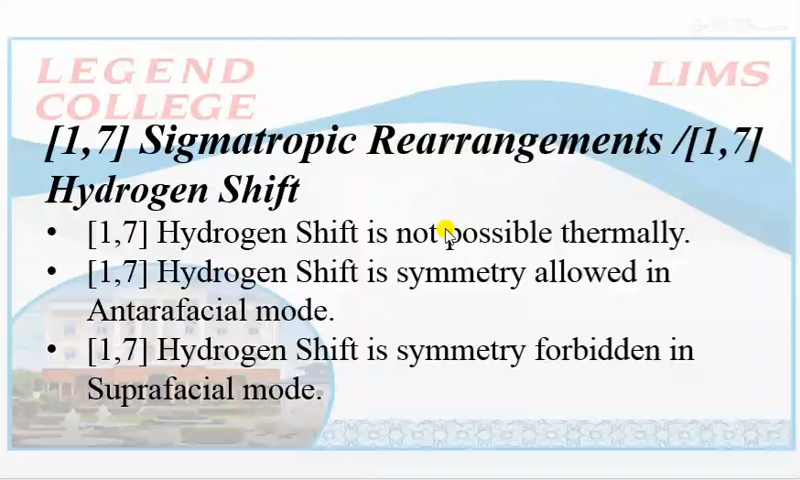 LEGEND
COLLEGE
LIMS
[1,7] Sigmatropic Rearrangements /[1,7]
Hydrogen Shift
• [1,7] Hydrogen Shift is not possible thermally.
• [1,7] Hydrogen Shift is symmetry allowed in
Antarafacial mode.
• [1,7] Hydrogen Shift is symmetry forbidden in
Suprafacial mode.